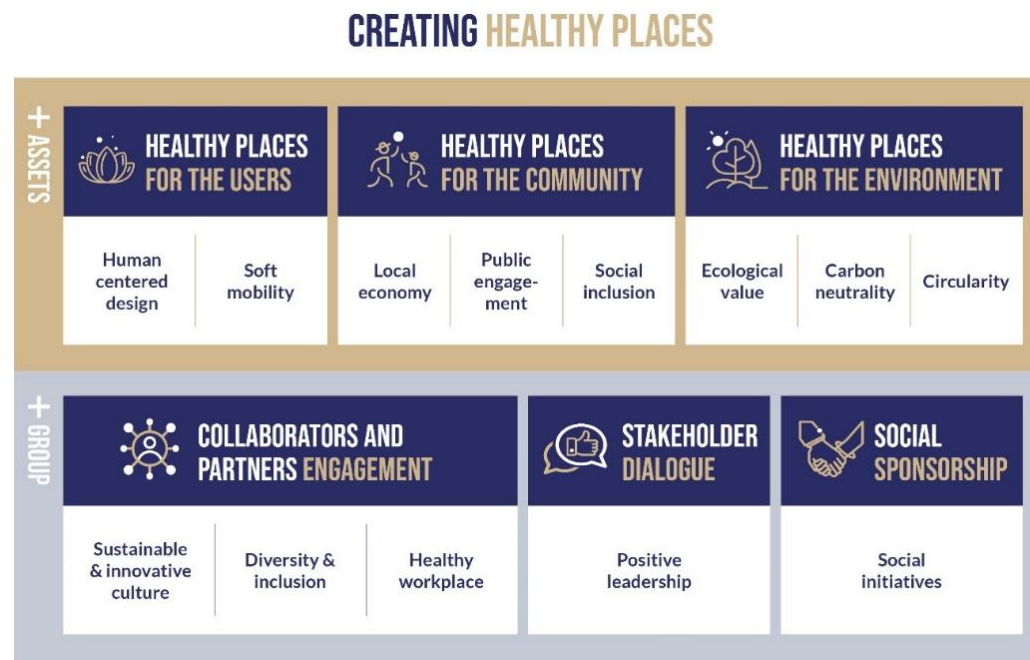 CREATING HEALTHY PLACES
+ ASSETS
HEALTHY PLACES
FOR THE USERS
Human
centered
design
Soft
mobility
HEALTHY PLACES
FOR THE COMMUNITY
Local
economy
Public
engage-
ment
Social
inclusion
HEALTHY PLACES
FOR THE ENVIRONMENT
Ecological
value
Carbon
neutrality
Circularity
+ GROUP
COLLABORATORS AND
PARTNERS ENGAGEMENT
Sustainable
& innovative
culture
Diversity &
inclusion
Healthy
workplace
STAKEHOLDER
DIALOGUE
Positive
leadership
SOCIAL
SPONSORSHIP
Social
initiatives